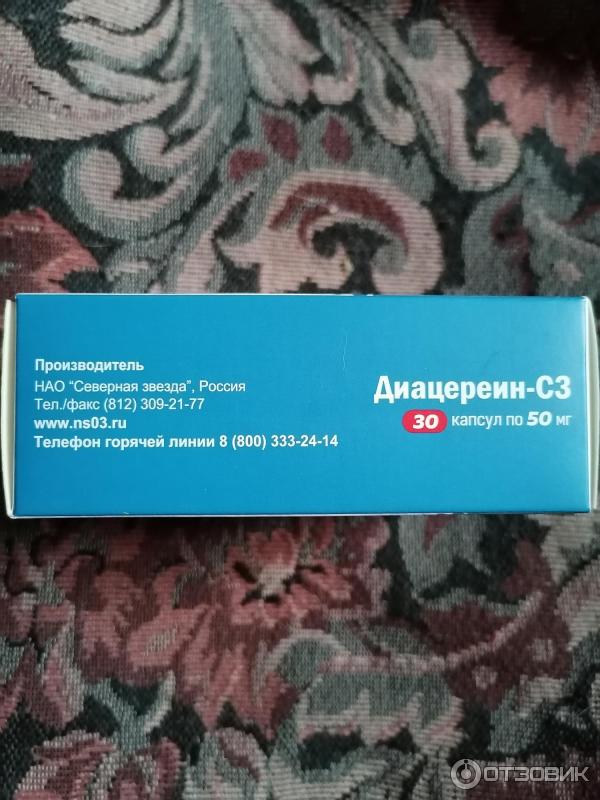 Производитель
НАО "Северная звезда", Россия
Тел./факс (812) 309-21-77
www.ns03.ru
Телефон горячей линии 8 (800) 333-24-14
Диацереин-СЗ
30 капсул по 50 мг
ОТЗОВИК